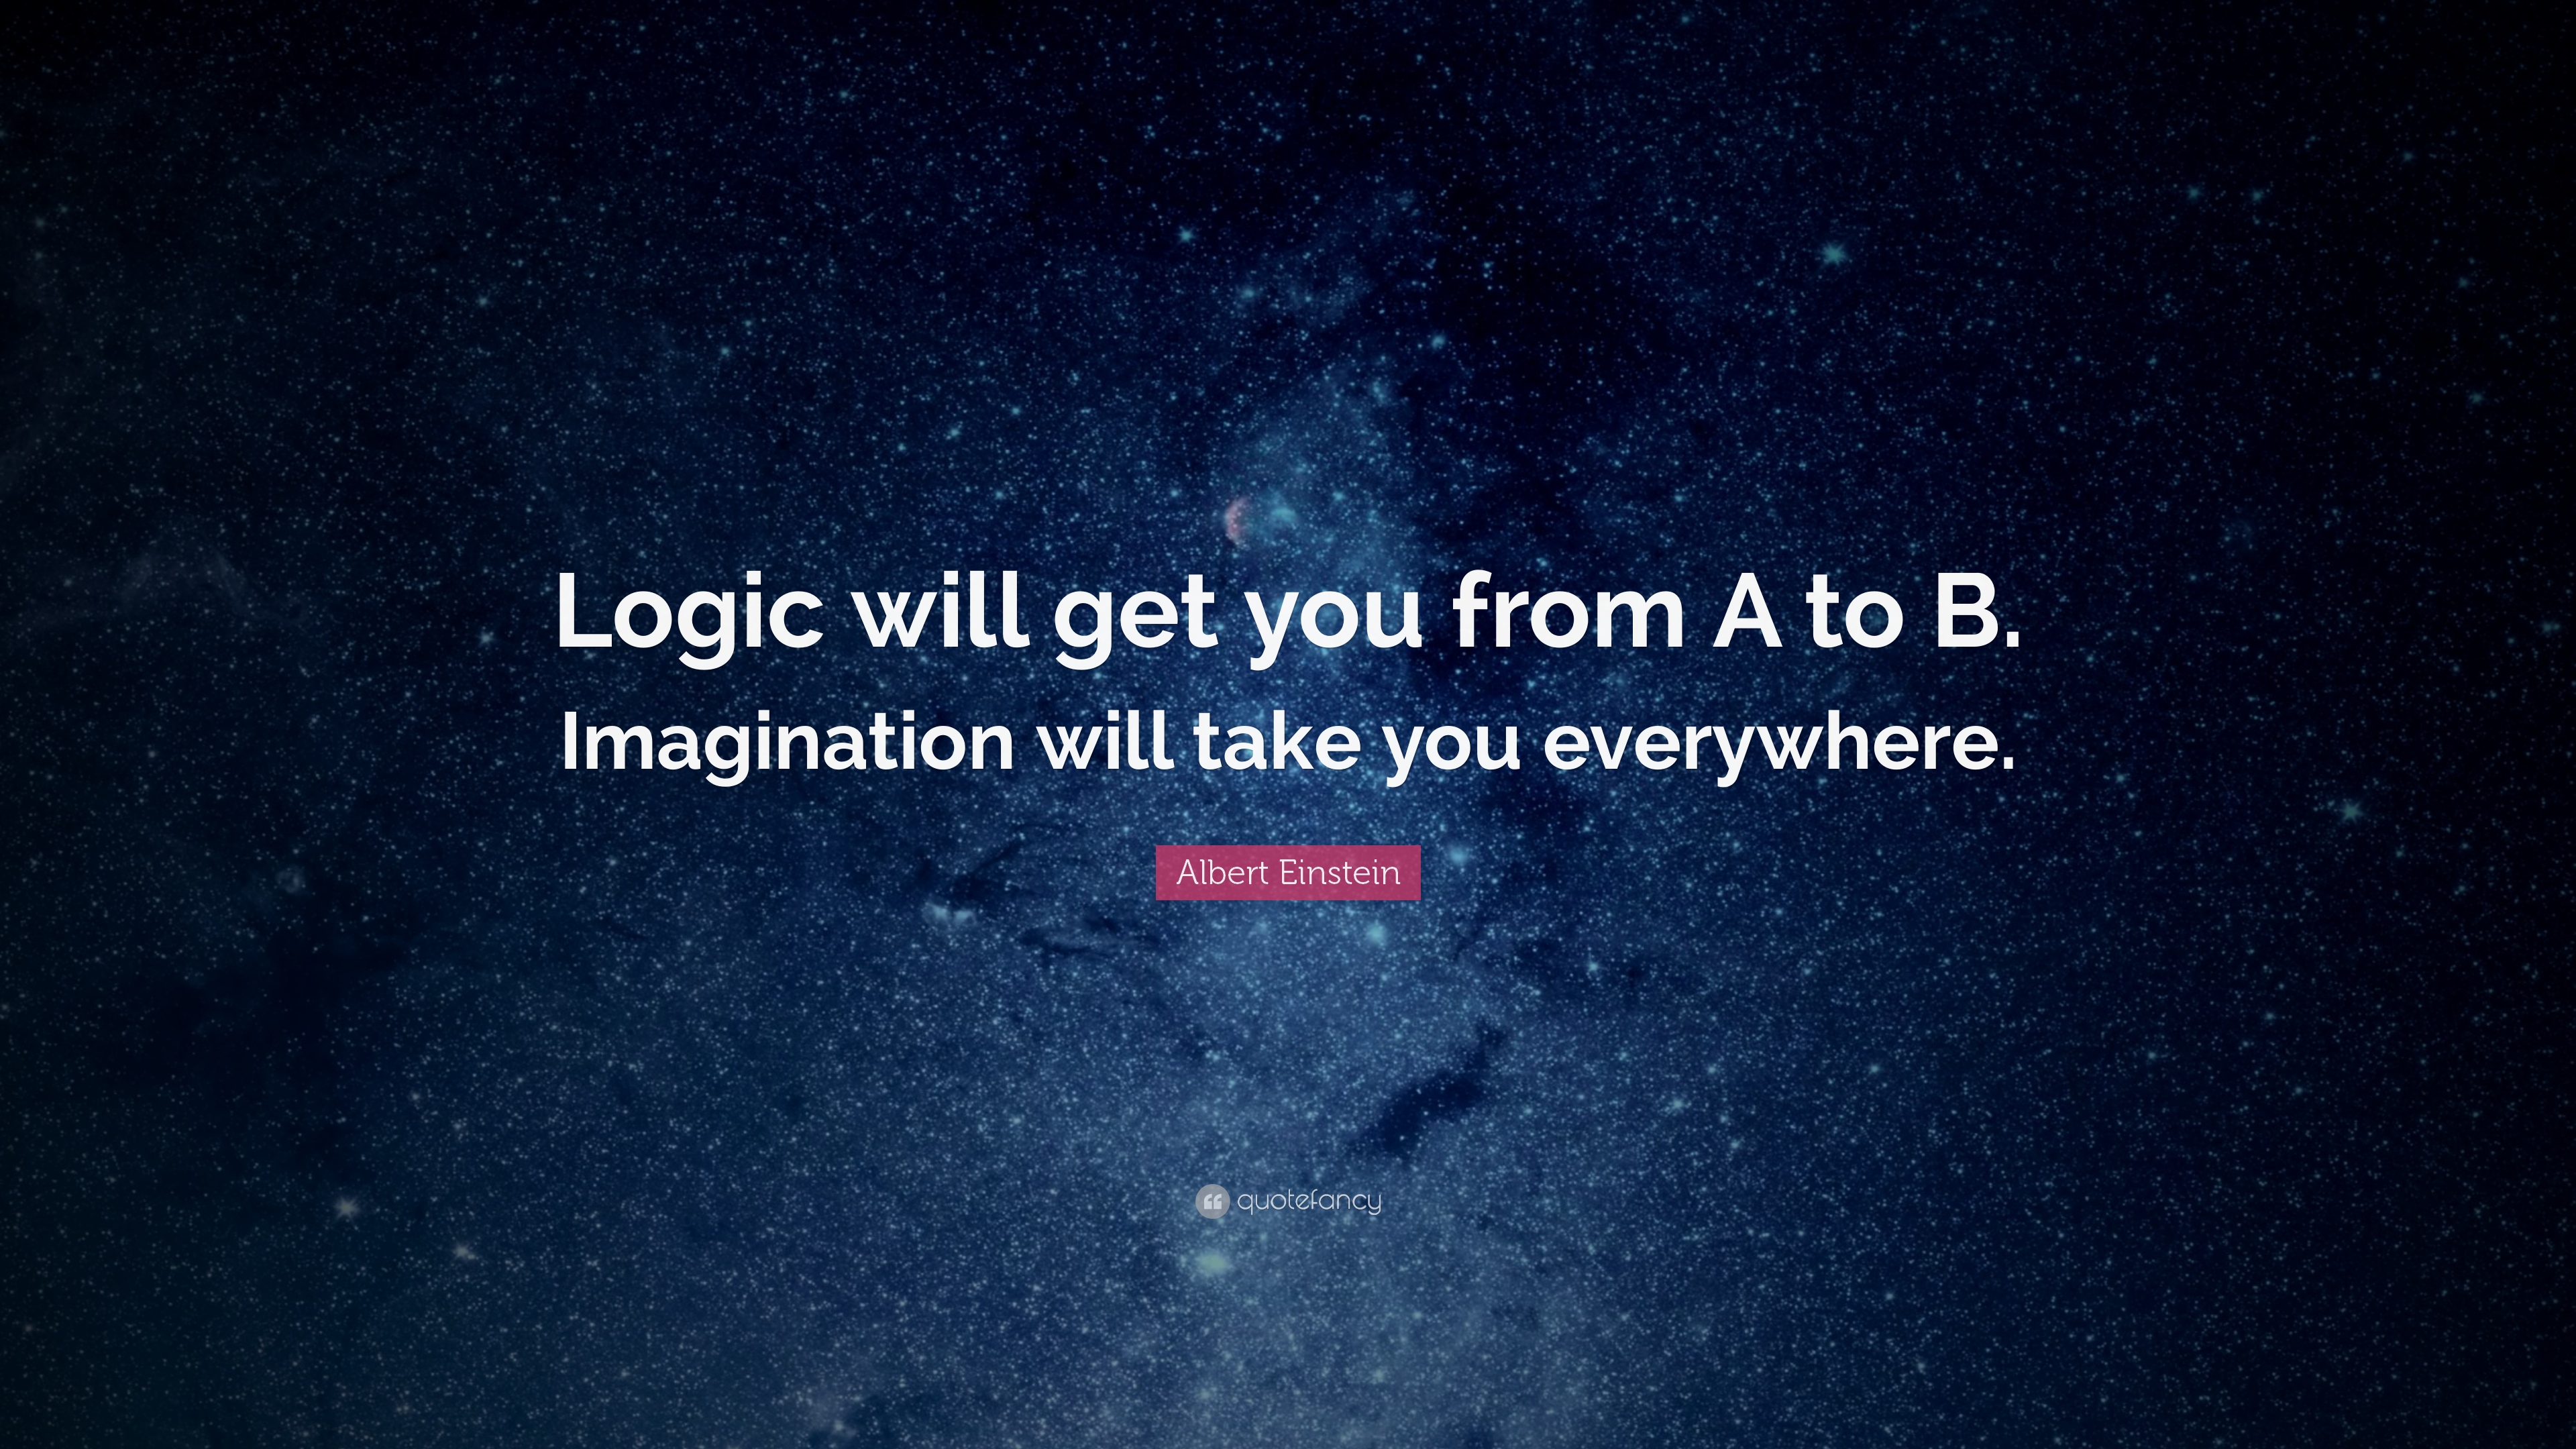 Logic will get you from A to B.
Imagination will take you everywhere.
Albert Einstein
quotefancy